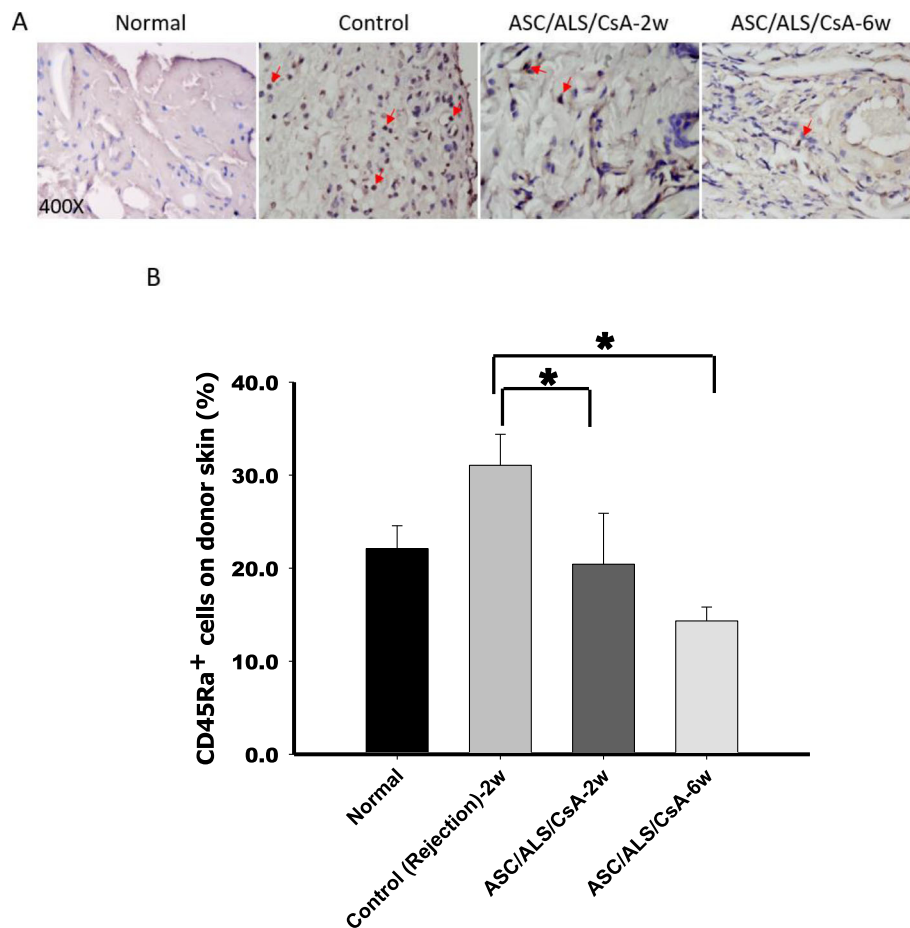 A
Normal
Control
ASC/ALS/CsA-2w
ASC/ALS/CsA-6w
400X
B
*
*
40.0
30.0
20.0
10.0
0.0
CD45Ra+ cells on donor skin (%)
Normal
Control (Rejection)-2w
ASC/ALS/CsA-2w
ASC/ALS/CsA-6w